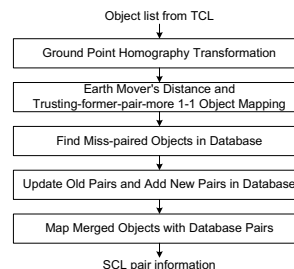 Object list from TCL
Ground Point Homography Transformation
Earth Mover's Distance and
Trusting-former-pair-more 1-1 Object Mapping
Find Miss-paired Objects in Database
Update Old Pairs and Add New Pairs in Database
Map Merged Objects with Database Pairs
SCL pair information